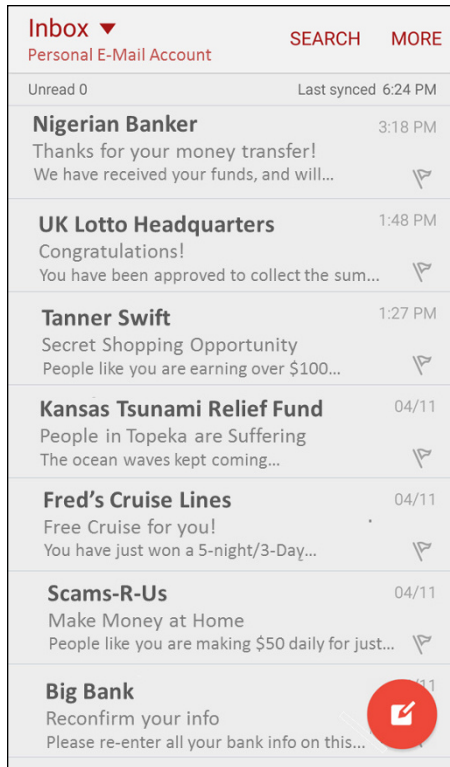 Inbox
SEARCH MORE
Personal E-Mail Account
Unread 0 Last synced 6:24 PM
Nigerian Banker 3:18 PM
Thanks for your money transfer!
We have received your funds, and will...
UK Lotto Headquarters 1:48 PM
Congratulations!
You have been approved to collect the sum...
Tanner Swift 1:27 PM
Secret Shopping Opportunity
People like you are earning over $100...
Kansas Tsunami Relief Fund 04/11
People in Topeka are Suffering
The ocean waves kept coming...
Fred's Cruise Lines 04/11
Free Cruise for you!
You have just won a 5-night/3-Day...
Scams-R-Us 04/11
Make Money at Home
People like you are making $50 daily for just...
Big Bank
Reconfirm your info
Please re-enter all your bank info on this...